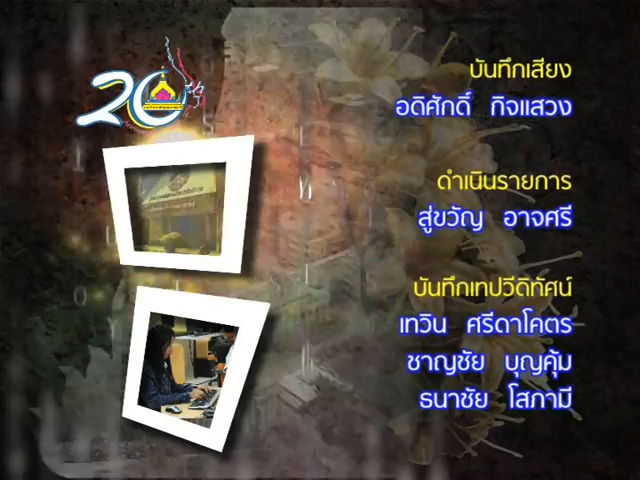 20
บันทึกเสียง
อดิศักดิ์ กิจแสวง
ดำเนินรายการ
สู่ขวัญ อาจศรี
บันทึกเทปวีดิทัศน์
เทวิน ศรีดาโคตร
ชาญชัย บุญคุ้ม
ธนาชัย โสภามี